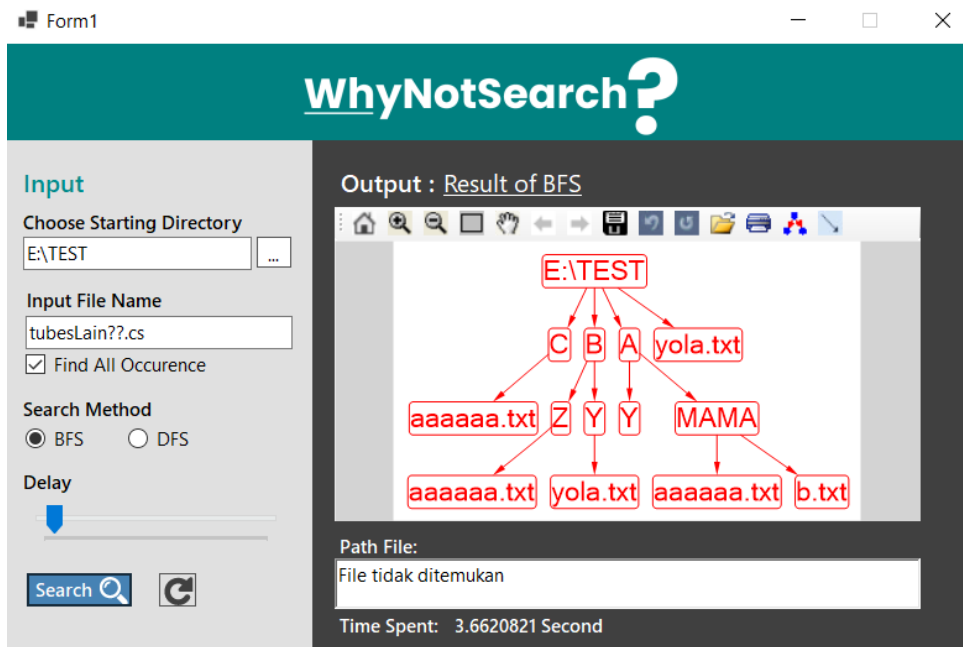 Form1
WhyNotSearch?
Input
Choose Starting Directory
E:\TEST
...
Input File Name
tubesLain??.cs
Find All Occurence
Search Method
BFS DFS
Delay
Search
Output : Result of BFS
E:\TEST
C B A yola.txt
aaaaaa.txt Z Y Y MAMA
aaaaaa.txt yola.txt aaaaaa.txt b.txt
Path File:
File tidak ditemukan
Time Spent: 3.6620821 Second